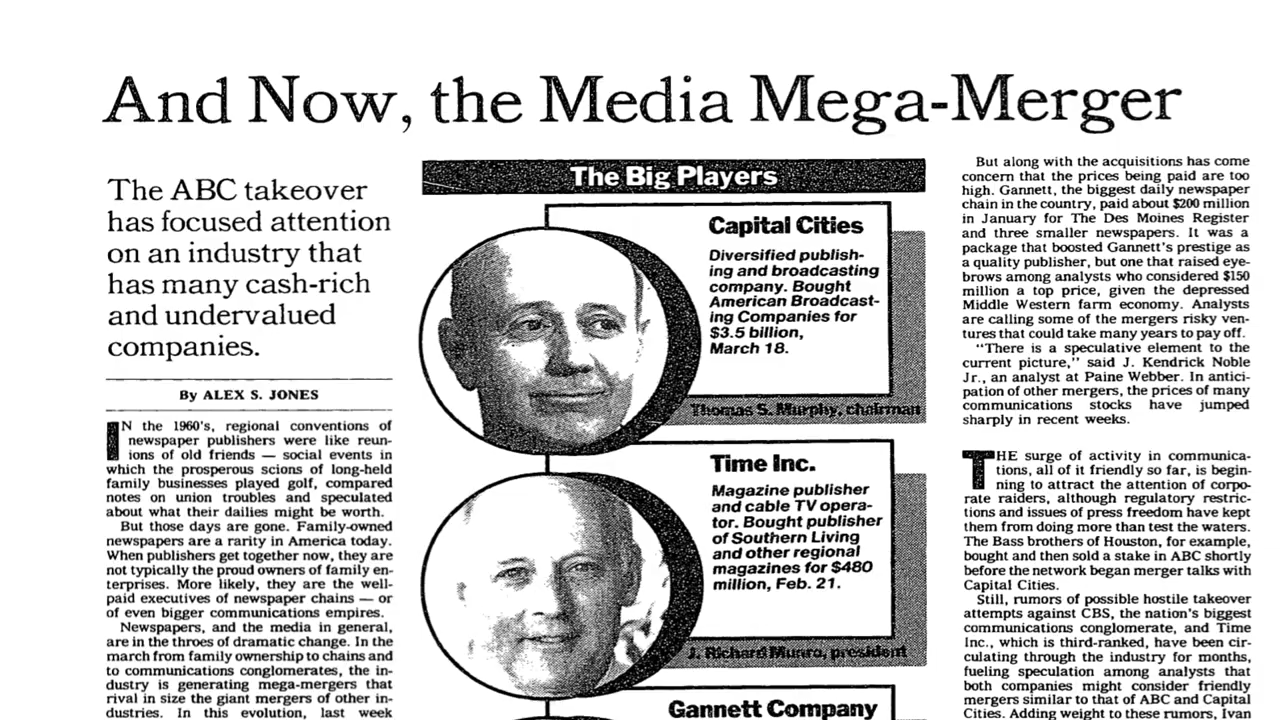 And Now, the Media Mega-Merger
The ABC takeover
has focused attention
on an industry that
has many cash-rich
and undervalued
companies.
By ALEX S. JONES
IN the 1960's, regional conventions of
newspaper publishers were like reun-
ions of old friends — social events in
which the prosperous scions of long-held
family businesses played golf, compared
notes on union troubles and speculated
about what their dailies might be worth.
But those days are gone. Family-owned
newspapers are a rarity in America today.
When publishers get together now, they are
not typically the proud owners of family en-
terprises. More likely, they are the well-
paid executives of newspaper chains — or
of even bigger communications empires.
Newspapers, and the media in general,
are in the throes of dramatic change. In the
march from family ownership to chains and
to communications conglomerates, the in-
dustry is generating mega-mergers that
rival in size the giant mergers of other in-
dustries. In this evolution, last week
The Big Players
Capital Cities
Diversified publish-
ing and broadcasting
company. Bought
American Broadcast-
ing Companies for
$3.5 billion,
March 18.
Thomas S. Murphy, chairman
Time Inc.
Magazine publisher
and cable TV opera-
tor. Bought publisher
of Southern Living
and other regional
magazines for $480
million, Feb. 21.
J. Richard Munro, president
Gannett Company
But along with the acquisitions has come
concern that the prices being paid are too
high. Gannett, the biggest daily newspaper
chain in the country, paid about $200 million
in January for The Des Moines Register
and three smaller newspapers. It was a
package that boosted Gannett's prestige as
a quality publisher, but one that raised eye-
brows among analysts who considered $150
million a top price, given the depressed
Middle Western farm economy. Analysts
are calling some of the mergers risky ven-
tures that could take many years to pay off.
"There is a speculative element to the
current picture," said J. Kendrick Noble
Jr., an analyst at Paine Webber. In antici-
pation of other mergers, the prices of many
communications stocks have jumped
sharply in recent weeks.
THE surge of activity in communica-
tions, all of it friendly so far, is begin-
ning to attract the attention of corpo-
rate raiders, although regulatory restric-
tions and issues of press freedom have kept
them from doing more than test the waters.
The Bass brothers of Houston, for example,
bought and then sold a stake in ABC shortly
before the network began merger talks with
Capital Cities.
Still, rumors of possible hostile takeover
attempts against CBS, the nation's biggest
communications conglomerate, and Time
Inc., which is third-ranked, have been cir-
culating through the industry for months,
fueling speculation among analysts that
both companies might consider friendly
mergers similar to that of ABC and Capital
Cities. Adding weight to these rumors, Ivan